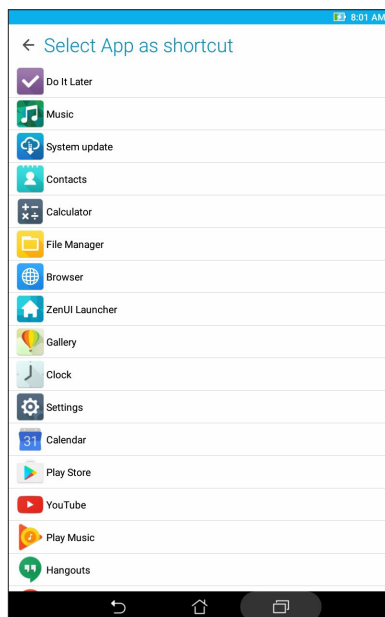 8:01 AM
Select App as shortcut
Do It Later
Music
System update
Contacts
Calculator
File Manager
Browser
ZenUI Launcher
Gallery
Clock
Settings
31
Calendar
Play Store
YouTube
Play Music
Hangouts